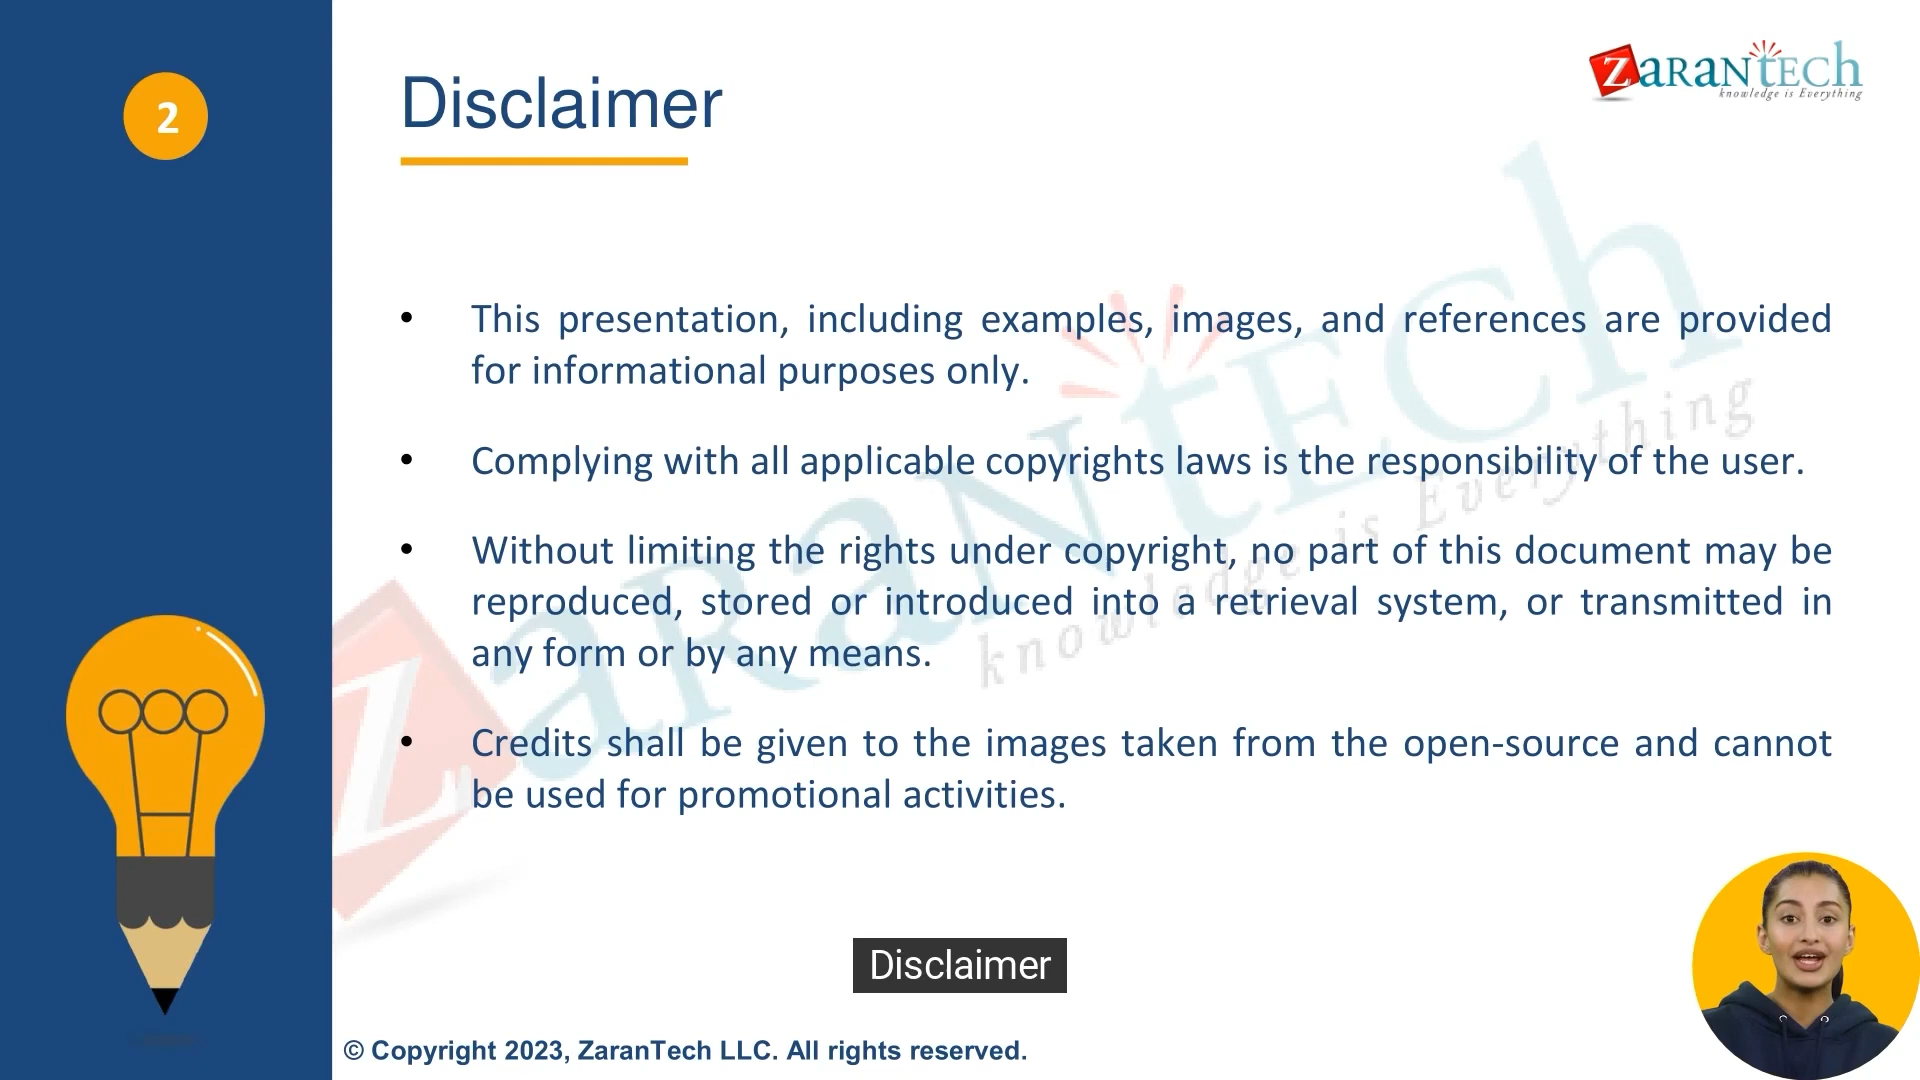 2
Disclaimer
ZaranTech
knowledge is Everything
• This presentation, including examples, images, and references are provided
for informational purposes only.
• Complying with all applicable copyrights laws is the responsibility of the user.
• Without limiting the rights under copyright, no part of this document may be
reproduced, stored or introduced into a retrieval system, or transmitted in
any form or by any means.
• Credits shall be given to the images taken from the open-source and cannot
be used for promotional activities.
ZaranTech
knowledge is Everything
Disclaimer
© Copyright 2023, ZaranTech LLC. All rights reserved.